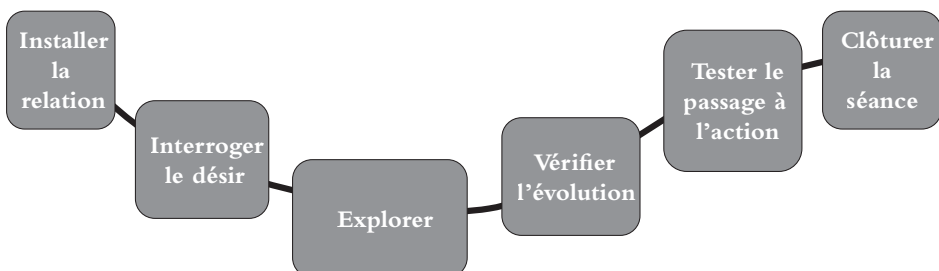 Installer
la
relation
Interroger
le désir
Explorer
Vérifier
l’évolution
Tester le
passage à
l’action
Clôturer
la
séance